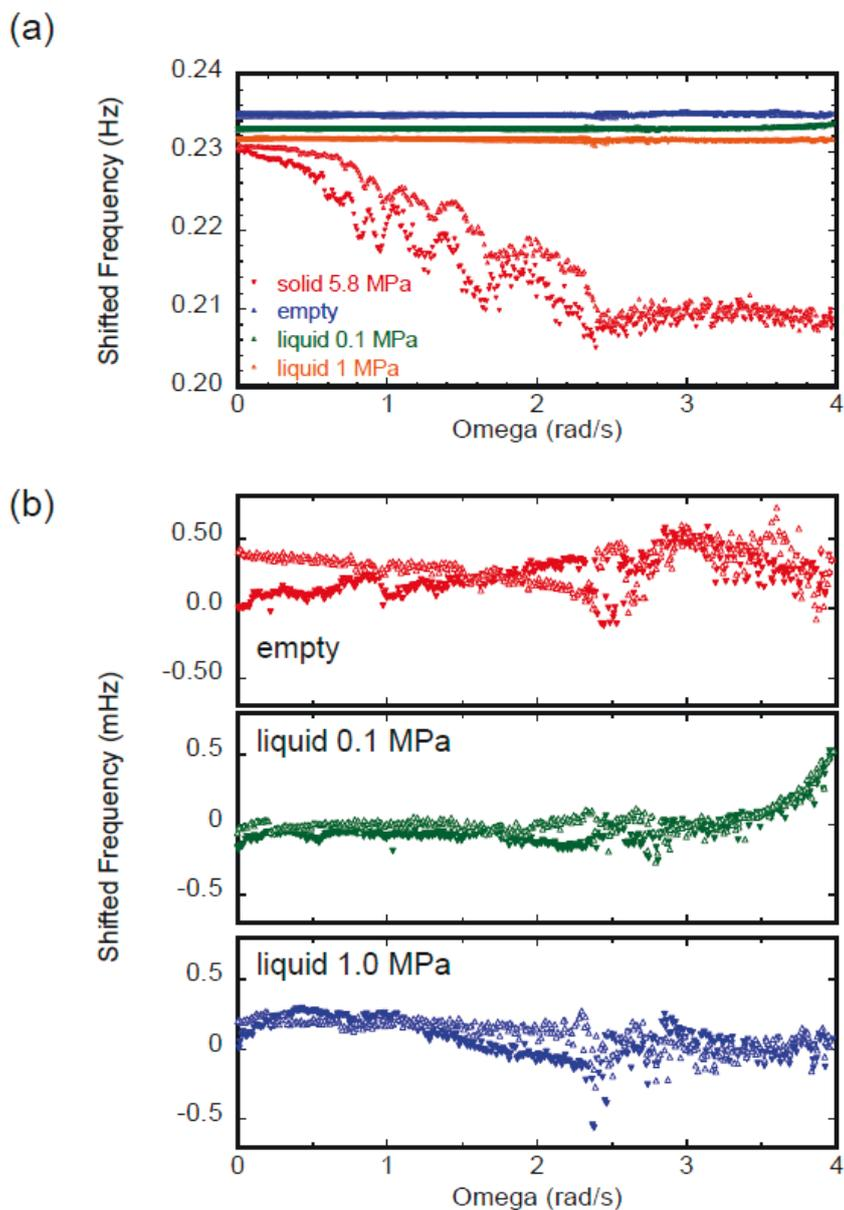 (a)
Shifted Frequency (Hz)
0.24
0.23
0.22
0.21
0.20
solid 5.8 MPa
empty
liquid 0.1 MPa
liquid 1 MPa
0 1 2 3 4
Omega (rad/s)
(b)
Shifted Frequency (mHz)
0.50
0.0
-0.50
empty
0.5
0
-0.5
liquid 0.1 MPa
0.5
0
-0.5
liquid 1.0 MPa
0 1 2 3 4
Omega (rad/s)